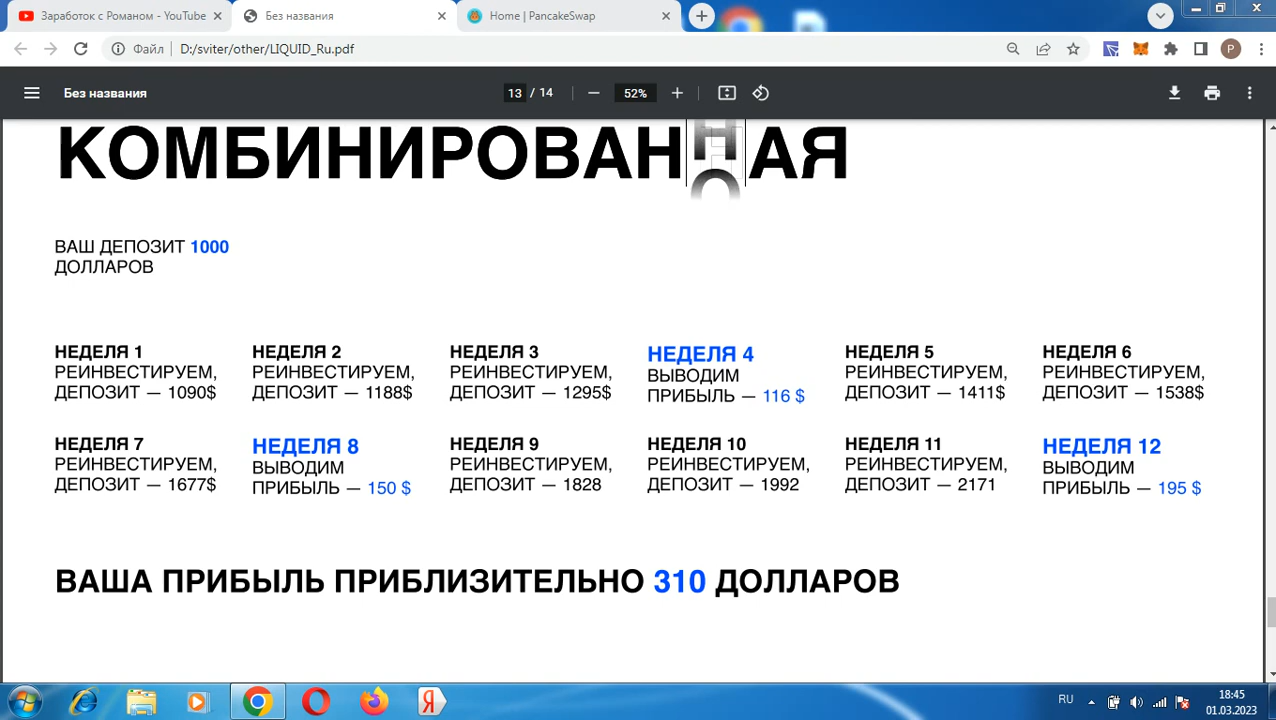 Заработок с Романом - YouTube
Без названия
Home | PancakeSwap
Файл
D:/sviter/other/LIQUID_Ru.pdf
P
Без названия
13 / 14
52%
КОМБИНИРОВАННАЯ
ВАШ ДЕПОЗИТ 1000
ДОЛЛАРОВ
НЕДЕЛЯ 1
РЕИНВЕСТИРУЕМ,
ДЕПОЗИТ — 1090$
НЕДЕЛЯ 2
РЕИНВЕСТИРУЕМ,
ДЕПОЗИТ — 1188$
НЕДЕЛЯ 3
РЕИНВЕСТИРУЕМ,
ДЕПОЗИТ — 1295$
НЕДЕЛЯ 4
ВЫВОДИМ
ПРИБЫЛЬ — 116 $
НЕДЕЛЯ 5
РЕИНВЕСТИРУЕМ,
ДЕПОЗИТ — 1411$
НЕДЕЛЯ 6
РЕИНВЕСТИРУЕМ,
ДЕПОЗИТ — 1538$
НЕДЕЛЯ 7
РЕИНВЕСТИРУЕМ,
ДЕПОЗИТ — 1677$
НЕДЕЛЯ 8
ВЫВОДИМ
ПРИБЫЛЬ — 150 $
НЕДЕЛЯ 9
РЕИНВЕСТИРУЕМ,
ДЕПОЗИТ — 1828
НЕДЕЛЯ 10
РЕИНВЕСТИРУЕМ,
ДЕПОЗИТ — 1992
НЕДЕЛЯ 11
РЕИНВЕСТИРУЕМ,
ДЕПОЗИТ — 2171
НЕДЕЛЯ 12
ВЫВОДИМ
ПРИБЫЛЬ — 195 $
ВАША ПРИБЫЛЬ ПРИБЛИЗИТЕЛЬНО 310 ДОЛЛАРОВ
RU
18:45
01.03.2023